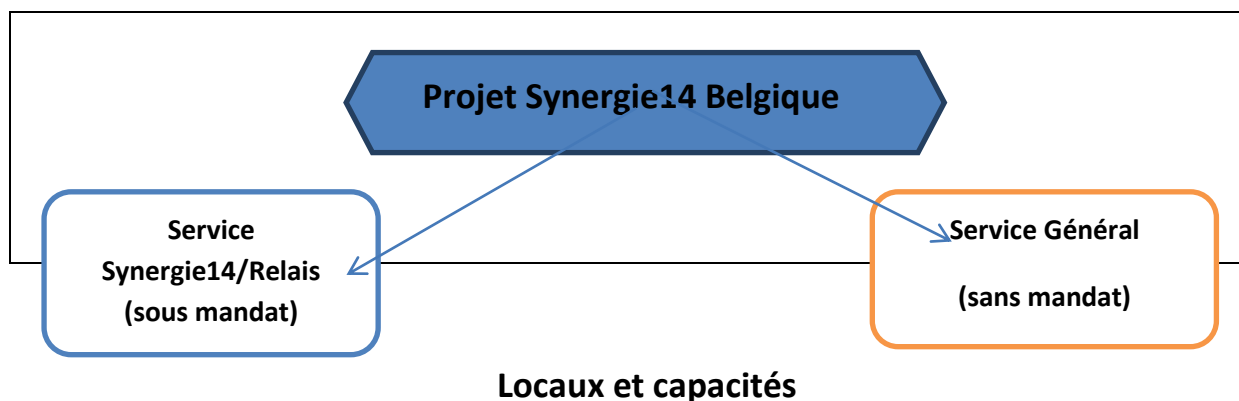 Projet Synergie14 Belgique
Service
Synergie14/Relais
(sous mandat)
Service Général
(sans mandat)
Locaux et capacités